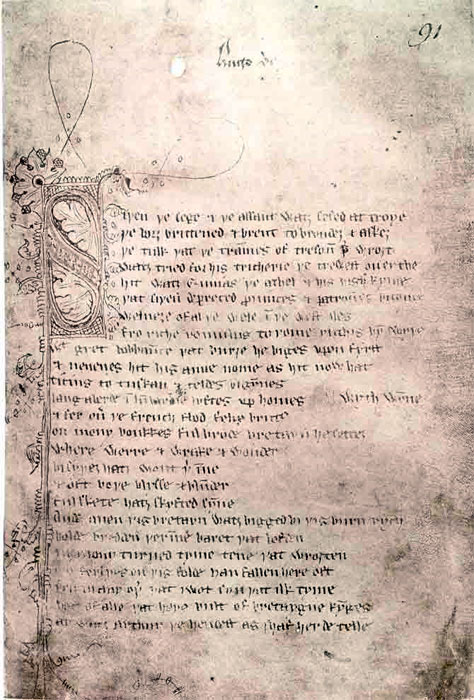 91
Hugo de
Siþen þe sege & þe assaut watz sesed at troye
þe borȝ brittened & brent to brondez & askez
þe tulk þat þe trammes of tresoun þer wroȝt
Watz tried for his tricherie þe trewest on erthe
hit watz Ennias þe athel & his highe kynde
þat siþen depreced prouinces & patrounes bicome
Welneȝe of al þe wele in þe west iles
fro riche romulus to rome ricchis hym swyþe
gret bobbaunce þat burȝe he biges vpon fyrst
& neuenes hit his aune nome as hit now hat
ticius to tuskan & teldes bigynnes
langaberde in lumbardie lyftes vp homes wyth wynne
& fer ouer þe french flod felix brutus
on mony bonkkes ful brode bretayn he settez
where werre & wrake & wonder
bi syþez hatz wont þerinne
& oft boþe blysse & blunder
ful skete hatz skyfted synne
Ande quen þis bretayn watz bigged bi þis burn rych
bolde bredden þerinne baret þat lofden
in mony turned tyme tene þat wroȝten
mo ferlyes on þis folde han fallen here oft
þen in any oþer þat I wot syn þat ilk tyme
bot of alle þat here bult of bretaygne kynges
ay watz arthur þe hendest as I haf herde telle